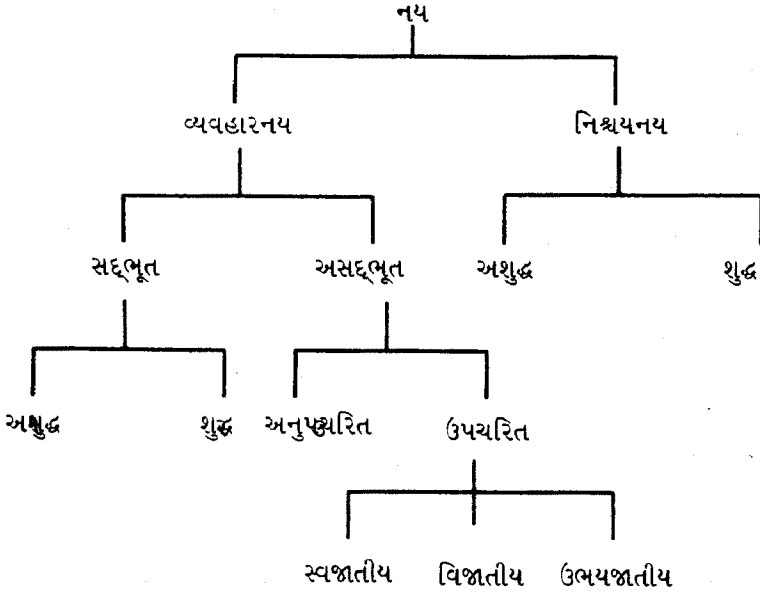 નય
વ્યવહારનય નિશ્ચયનય
સદ્ભૂત અસદ્ભૂત અશુદ્ધ શુદ્ધ
અશુદ્ધ શુદ્ધ અનુપચરિત ઉપચરિત
સ્વજાતીય વિજાતીય ઉભયજાતીય